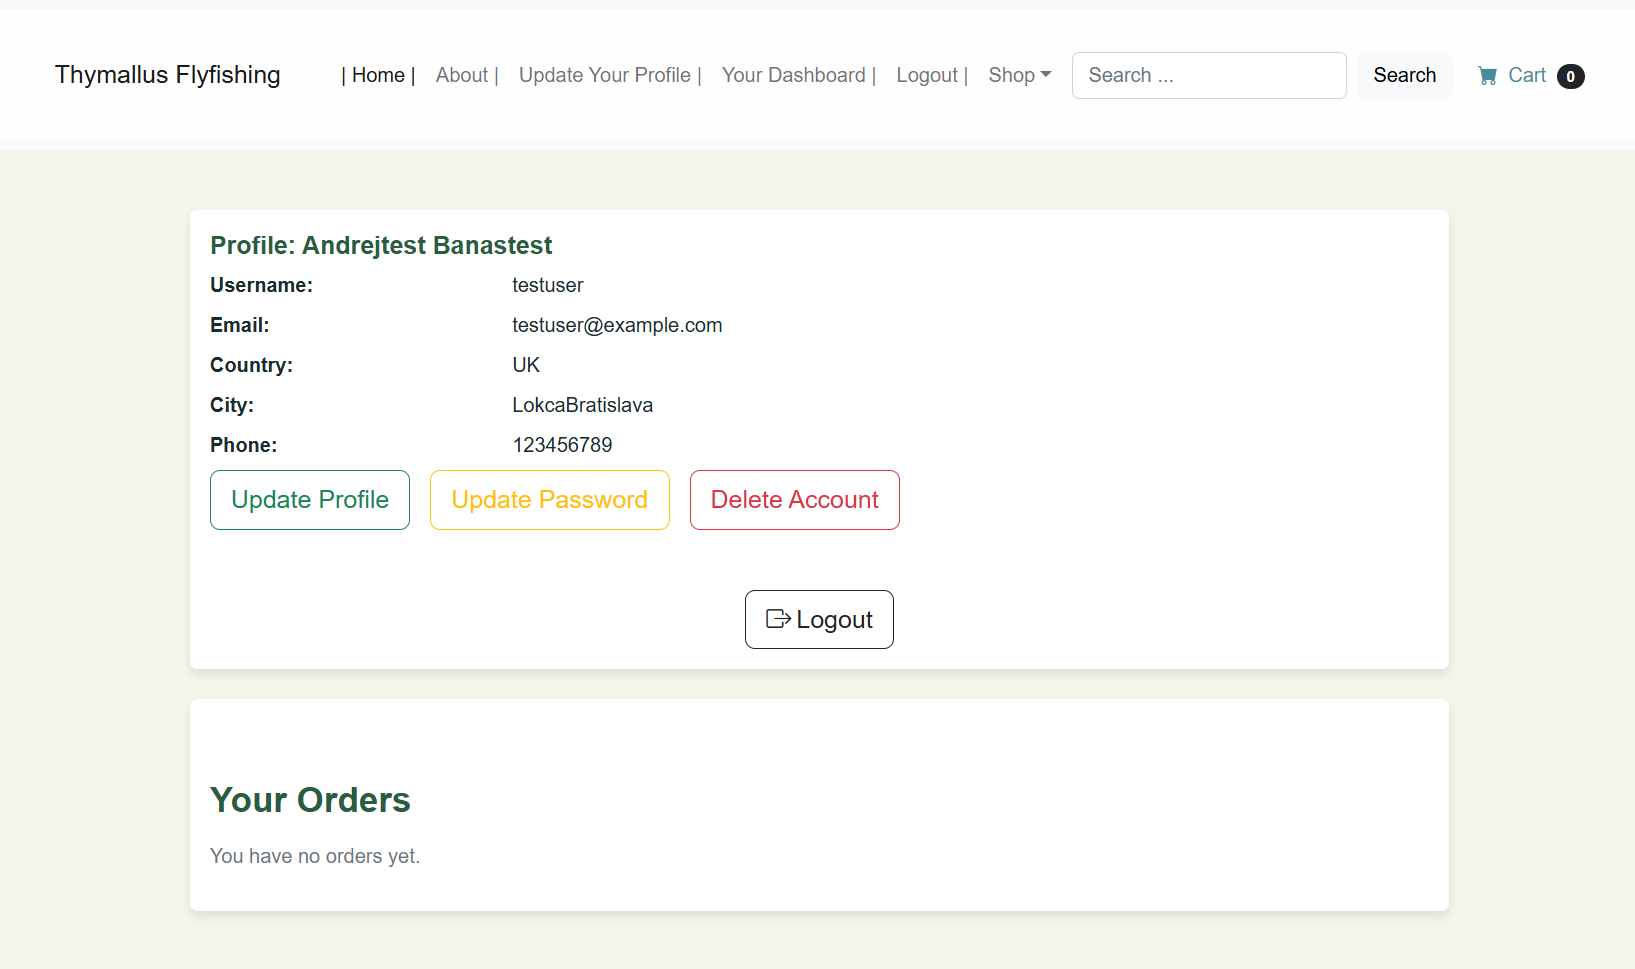 Thymallus Flyfishing | Home | About | Update Your Profile | Your Dashboard | Logout | Shop Search ... Search Cart 0
Profile: Andrejtest Banastest
Username: testuser
Email: testuser@example.com
Country: UK
City: LokcaBratislava
Phone: 123456789
Update Profile Update Password Delete Account
Logout
Your Orders
You have no orders yet.